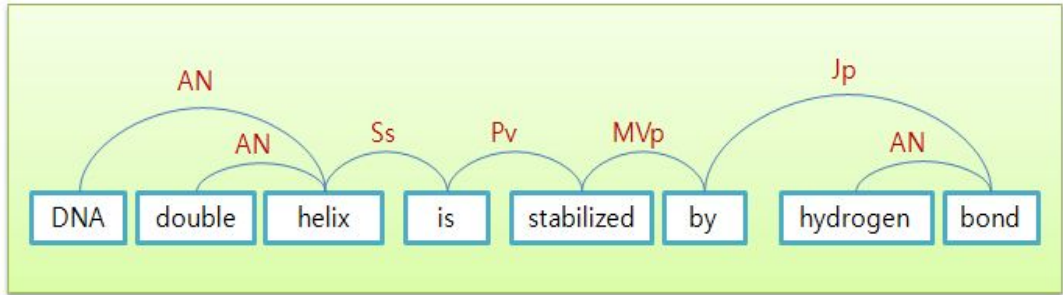 Jp
AN
AN Ss Pv MVp AN
DNA double helix is stabilized by hydrogen bond